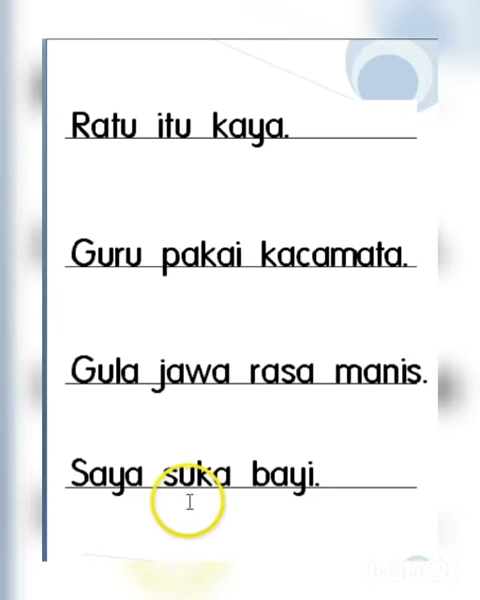 Ratu itu kaya.
Guru pakai kacamata.
Gula jawa rasa manis.
Saya suka bayi.